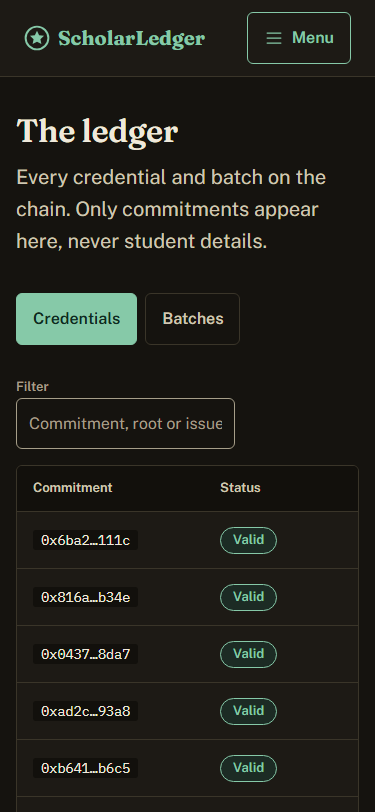 ScholarLedger
Menu
The ledger
Every credential and batch on the
chain. Only commitments appear
here, never student details.
Credentials
Batches
Filter
Commitment, root or issue
Commitment Status
0x6ba2…111c Valid
0x816a…b34e Valid
0x0437…8da7 Valid
0xad2c…93a8 Valid
0xb641…b6c5 Valid